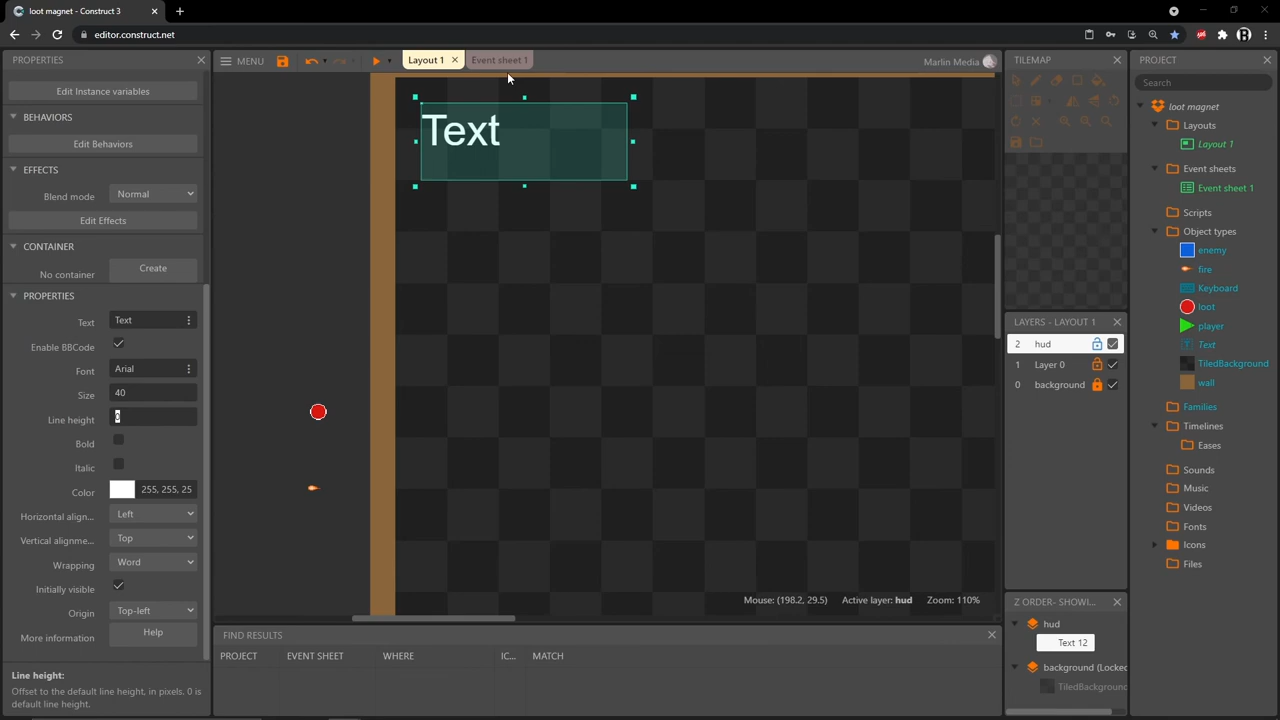 loot magnet - Construct 3
editor.construct.net
PROPERTIES
Edit Instance variables
BEHAVIORS
Edit Behaviors
EFFECTS
Blend mode Normal
Edit Effects
CONTAINER
No container Create
PROPERTIES
Text Text
Enable BBCode
Font Arial
Size 40
Line height 0
Bold
Italic
Color 255, 255, 25
Horizontal align... Left
Vertical alignme... Top
Wrapping Word
Initially visible
Origin Top-left
More information Help
Line height:
Offset to the default line height, in pixels. 0 is
default line height.
MENU
Layout 1
Event sheet 1
Marlin Media
Text
Mouse: (198.2, 29.5) Active layer: hud Zoom: 110%
FIND RESULTS
PROJECT EVENT SHEET WHERE IC... MATCH
TILEMAP
LAYERS - LAYOUT 1
2 hud
1 Layer 0
0 background
Z ORDER- SHOWI...
hud
Text 12
background (Locked
TiledBackground
PROJECT
Search
loot magnet
Layouts
Layout 1
Event sheets
Event sheet 1
Scripts
Object types
enemy
fire
Keyboard
loot
player
Text
TiledBackground
wall
Families
Timelines
Eases
Sounds
Music
Videos
Fonts
Icons
Files